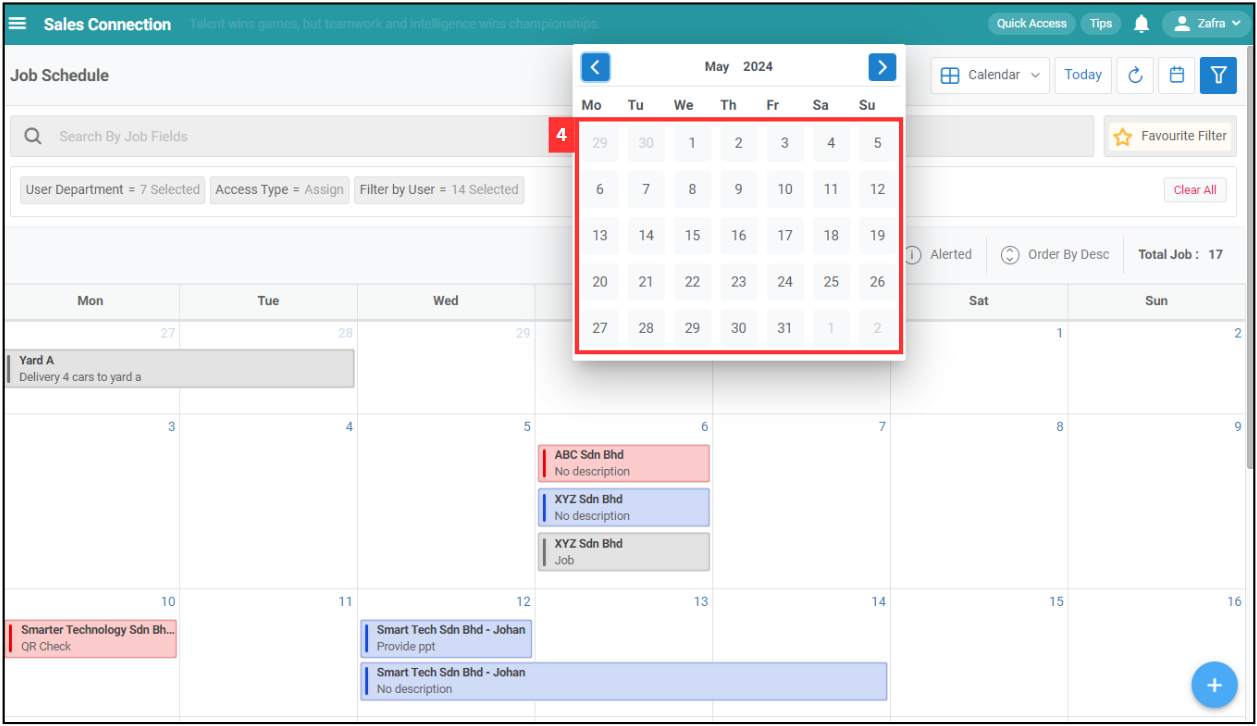 Sales Connection Talent wins games, but teamwork and intelligence wins championships. Quick Access Tips Zafra
Job Schedule
May 2024
Calendar Today
Mo Tu We Th Fr Sa Su
Search By Job Fields
4
29 30 1 2 3 4 5
Favourite Filter
User Department = 7 Selected Access Type = Assign Filter by User = 14 Selected
6 7 8 9 10 11 12
Clear All
13 14 15 16 17 18 19
Alerted Order By Desc Total Job : 17
20 21 22 23 24 25 26
27 28 29 30 31 1 2
Mon Tue Wed Sat Sun
27 28 29 1 2
Yard A
Delivery 4 cars to yard a
3 4 5 6 7 8 9
ABC Sdn Bhd
No description
XYZ Sdn Bhd
No description
XYZ Sdn Bhd
Job
10 11 12 13 14 15 16
Smarter Technology Sdn Bh...
QR Check
Smart Tech Sdn Bhd - Johan
Provide ppt
Smart Tech Sdn Bhd - Johan
No description